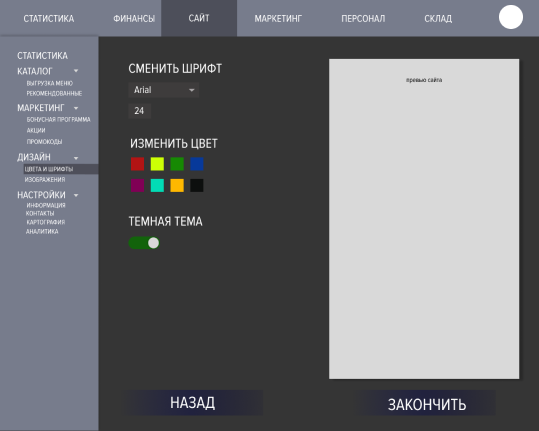 СТАТИСТИКА ФИНАНСЫ САЙТ МАРКЕТИНГ ПЕРСОНАЛ СКЛАД
СТАТИСТИКА
КАТАЛОГ
ВЫГРУЗКА МЕНЮ
РЕКОМЕНДОВАННЫЕ
МАРКЕТИНГ
БОНУСНАЯ ПРОГРАММА
АКЦИИ
ПРОМОКОДЫ
ДИЗАЙН
ЦВЕТА И ШРИФТЫ
ИЗОБРАЖЕНИЯ
НАСТРОЙКИ
ИНФОРМАЦИЯ
КОНТАКТЫ
КАРТОГРАФИЯ
АНАЛИТИКА
СМЕНИТЬ ШРИФТ
Arial
24
ИЗМЕНИТЬ ЦВЕТ
ТЕМНАЯ ТЕМА
превью сайта
НАЗАД
ЗАКОНЧИТЬ